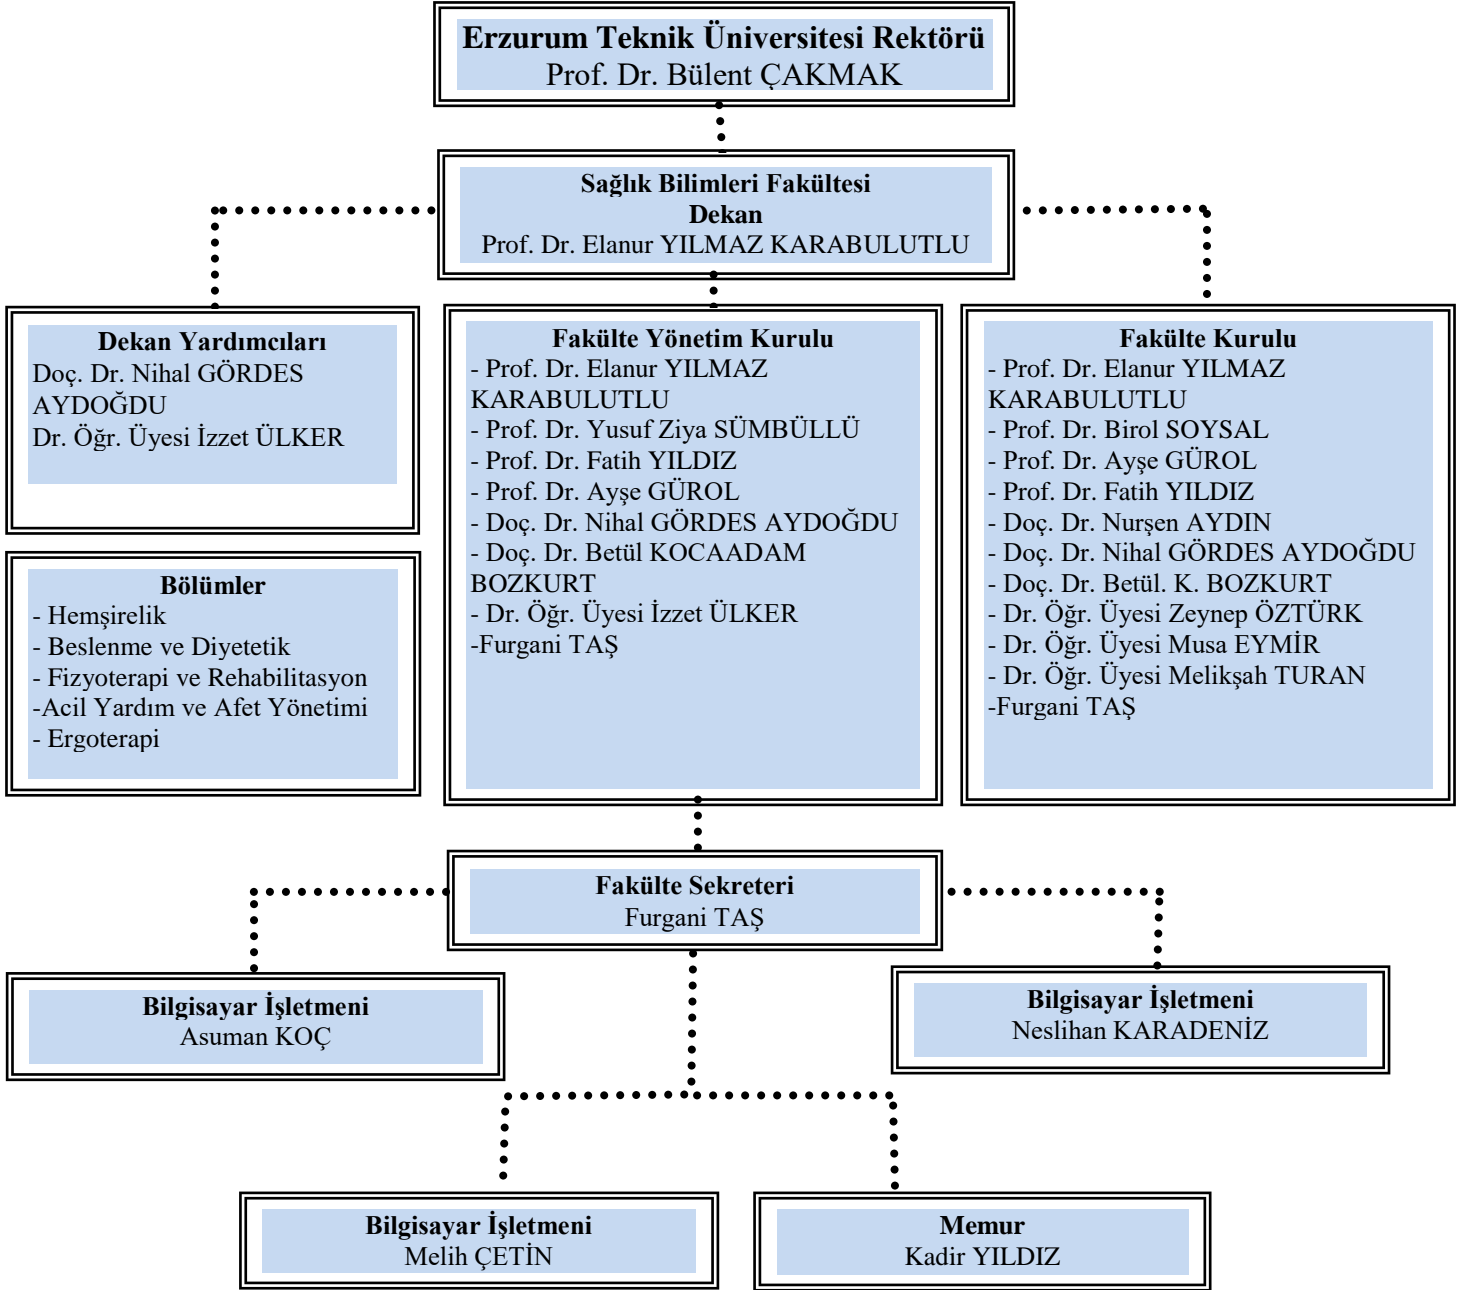 Erzurum Teknik Üniversitesi Rektörü
Prof. Dr. Bülent ÇAKMAK
Sağlık Bilimleri Fakültesi
Dekan
Prof. Dr. Elanur YILMAZ KARABULUTLU
Dekan Yardımcıları
Doç. Dr. Nihal GÖRDES
AYDOĞDU
Dr. Öğr. Üyesi İzzet ÜLKER
Fakülte Yönetim Kurulu
- Prof. Dr. Elanur YILMAZ
KARABULUTLU
- Prof. Dr. Yusuf Ziya SÜMBÜLLÜ
- Prof. Dr. Fatih YILDIZ
- Prof. Dr. Ayşe GÜROL
- Doç. Dr. Nihal GÖRDES AYDOĞDU
- Doç. Dr. Betül KOCAADAM
BOZKURT
- Dr. Öğr. Üyesi İzzet ÜLKER
-Furgani TAŞ
Fakülte Kurulu
- Prof. Dr. Elanur YILMAZ
KARABULUTLU
- Prof. Dr. Birol SOYSAL
- Prof. Dr. Ayşe GÜROL
- Prof. Dr. Fatih YILDIZ
- Doç. Dr. Nurşen AYDIN
- Doç. Dr. Nihal GÖRDES AYDOĞDU
- Doç. Dr. Betül. K. BOZKURT
- Dr. Öğr. Üyesi Zeynep ÖZTÜRK
- Dr. Öğr. Üyesi Musa EYMİR
- Dr. Öğr. Üyesi Melikşah TURAN
-Furgani TAŞ
Bölümler
- Hemşirelik
- Beslenme ve Diyetetik
- Fizyoterapi ve Rehabilitasyon
-Acil Yardım ve Afet Yönetimi
- Ergoterapi
Fakülte Sekreteri
Furgani TAŞ
Bilgisayar İşletmeni
Asuman KOÇ
Bilgisayar İşletmeni
Neslihan KARADENİZ
Bilgisayar İşletmeni
Melih ÇETİN
Memur
Kadir YILDIZ